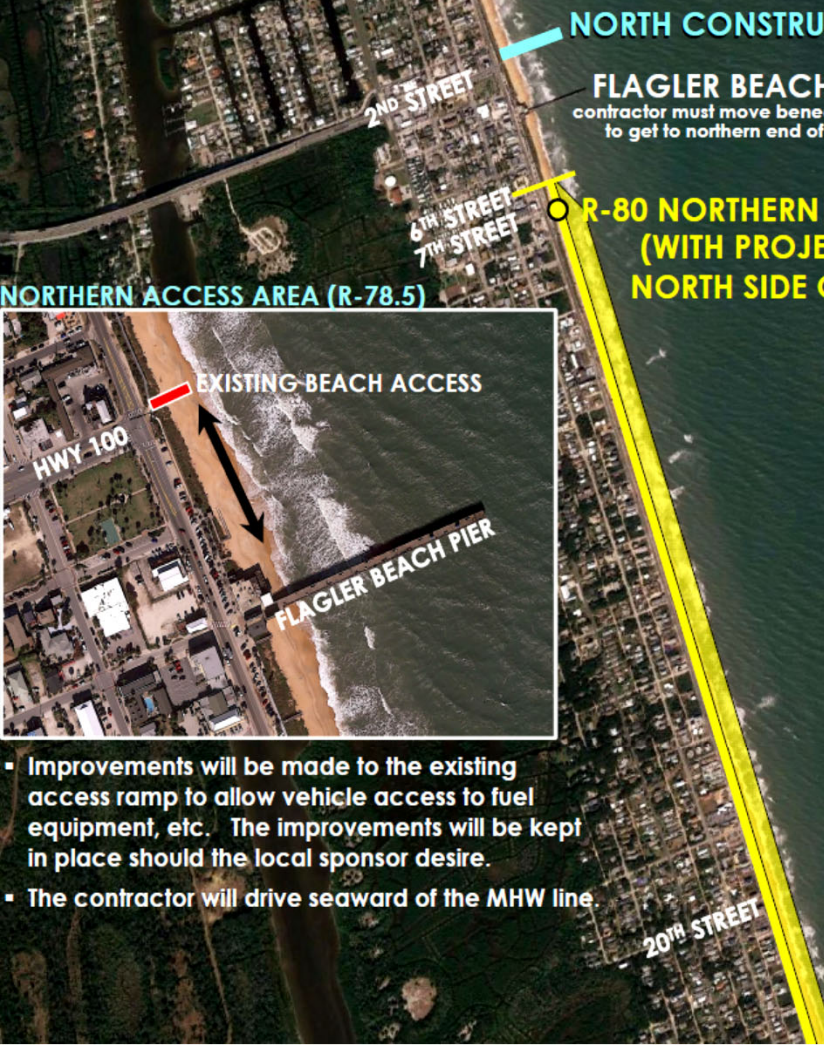 NORTH CONSTRU
2ND STREET
FLAGLER BEACH
contractor must move bene
to get to northern end of
6TH STREET
7TH STREET
R-80 NORTHERN
(WITH PROJE
NORTH SIDE
NORTHERN ACCESS AREA (R-78.5)
EXISTING BEACH ACCESS
HWY 100
FLAGLER BEACH PIER
▪ Improvements will be made to the existing
access ramp to allow vehicle access to fuel
equipment, etc. The improvements will be kept
in place should the local sponsor desire.
▪ The contractor will drive seaward of the MHW line.
20TH STREET